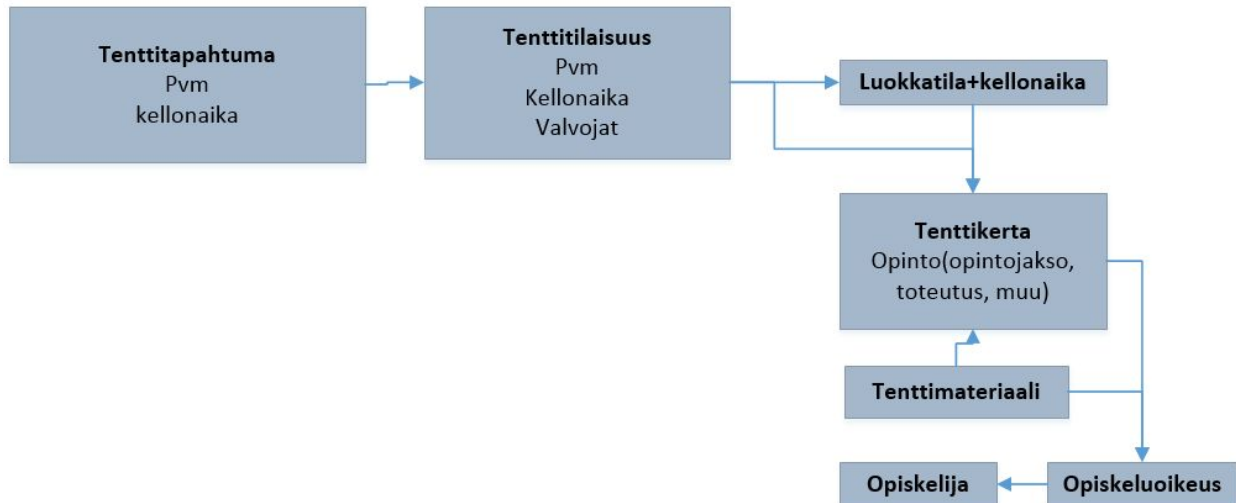 Tenttitapahtuma
Pvm
kellonaika
Tenttitilaisuus
Pvm
Kellonaika
Valvojat
Luokkatila+kellonaika
Tenttikerta
Opinto(opintojakso,
toteutus, muu)
Tenttimateriaali
Opiskelija
Opiskeluoikeus